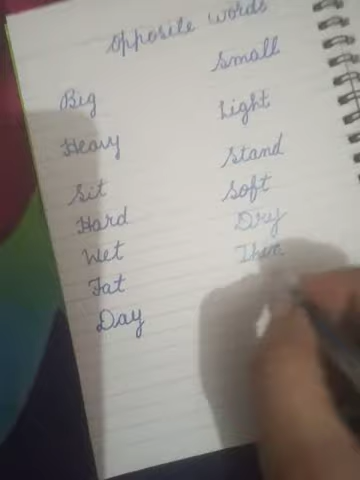 Opposite Words
Big Small
Heavy Light
Sit Stand
Hard Soft
Wet Dry
Fat Thin
Day